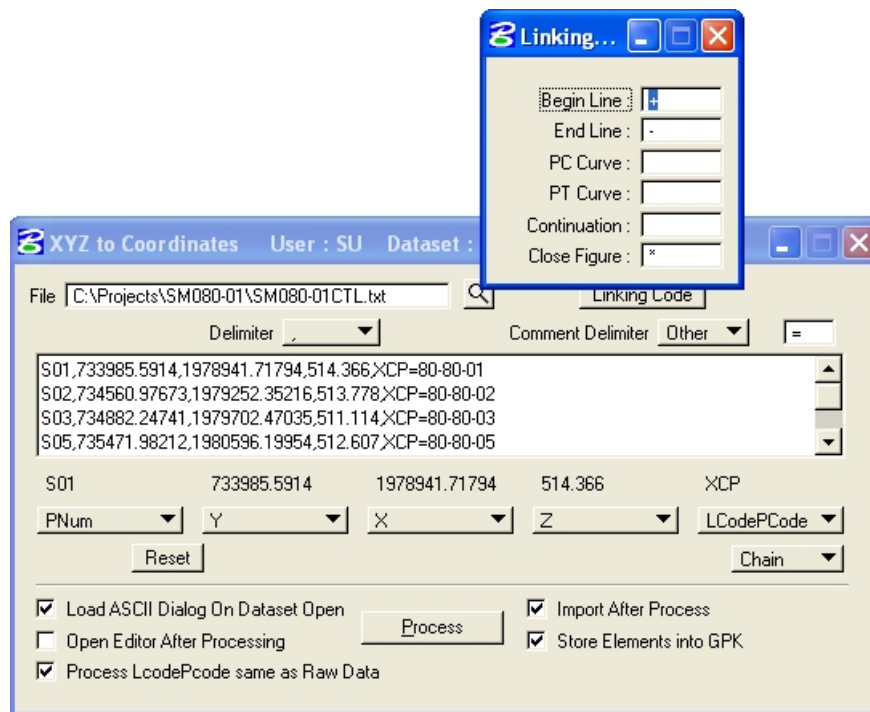 Linking...
Begin Line : +
End Line : -
PC Curve :
PT Curve :
Continuation :
Close Figure : *
XYZ to Coordinates User : SU Dataset :
File C:\Projects\SM080-01\SM080-01CTL.txt Linking Code
Delimiter , Comment Delimiter Other =
S01,733985.5914,1978941.71794,514.366,XCP=80-80-01
S02,734560.97673,1979252.35216,513.778,XCP=80-80-02
S03,734882.24741,1979702.47035,511.114,XCP=80-80-03
S05,735471.98212,1980596.19954,512.607,XCP=80-80-05
S01 733985.5914 1978941.71794 514.366 XCP
PNum Y X Z LCodePCode
Reset Chain
Load ASCII Dialog On Dataset Open Process Import After Process
Open Editor After Processing Store Elements into GPK
Process LcodePcode same as Raw Data